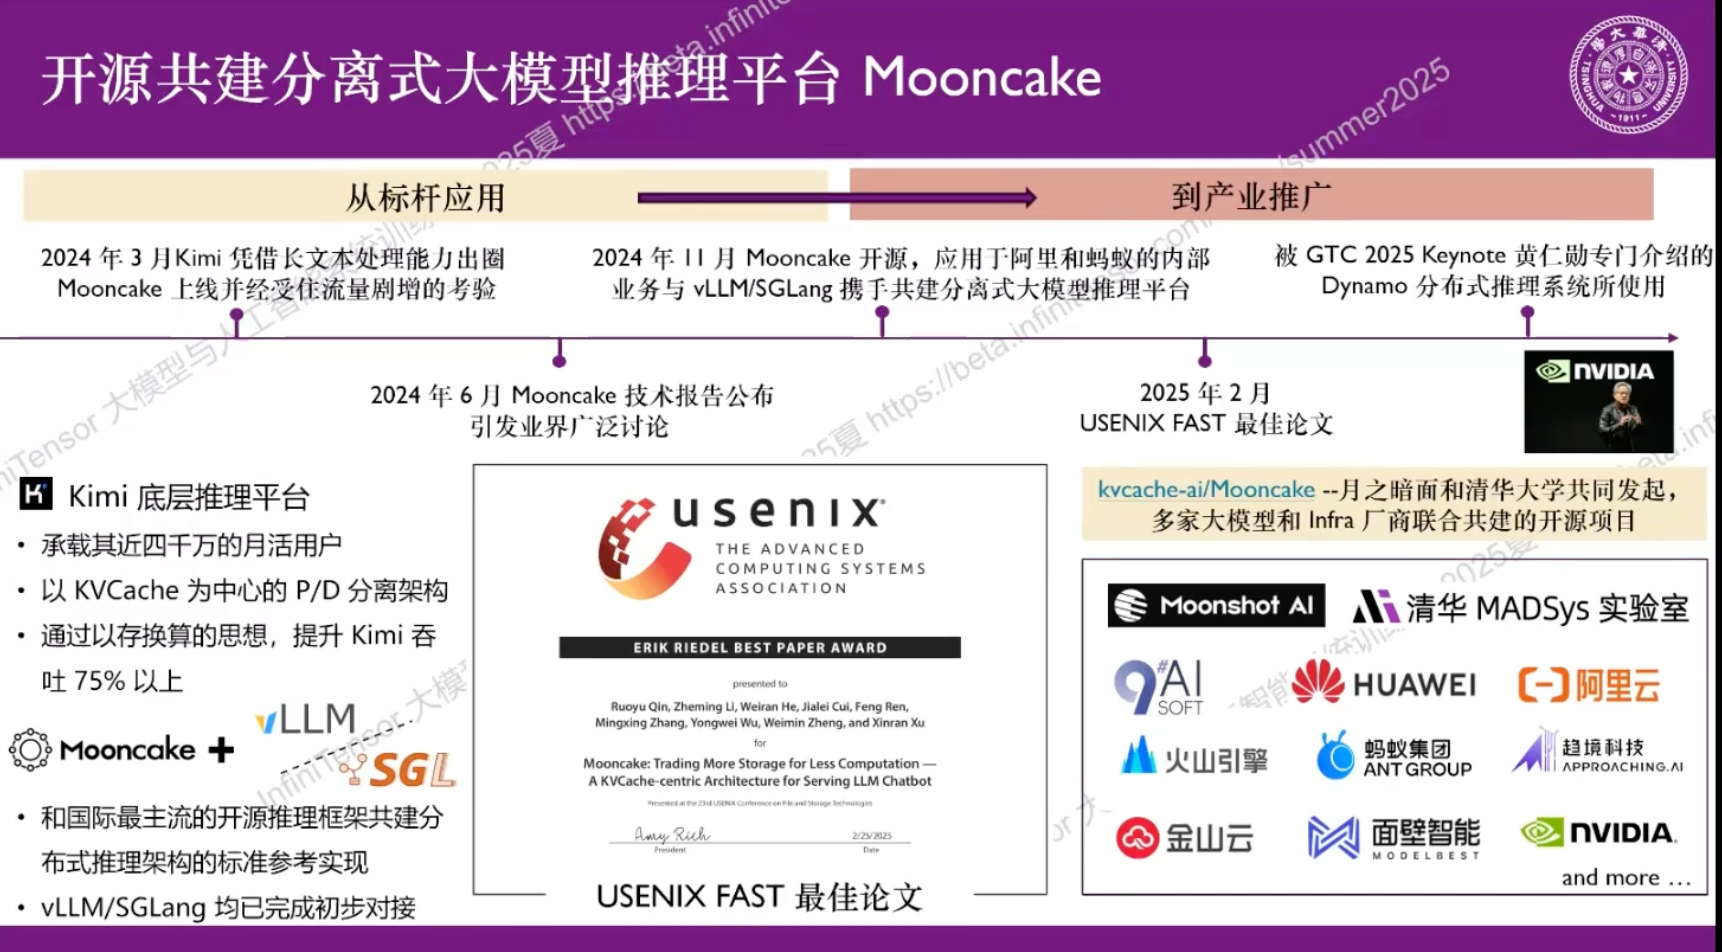 开源共建分离式大模型推理平台 Mooncake
从标杆应用
到产业推广
2024 年 3 月Kimi 凭借长文本处理能力出圈
Mooncake 上线并经受住流量剧增的考验
2024 年 11 月 Mooncake 开源，应用于阿里和蚂蚁的内部
业务与 vLLM/SGLang 携手共建分离式大模型推理平台
被 GTC 2025 Keynote 黄仁勋专门介绍的
Dynamo 分布式推理系统所使用
2024 年 6 月 Mooncake 技术报告公布
引发业界广泛讨论
2025 年 2 月
USENIX FAST 最佳论文
NVIDIA
Kimi 底层推理平台
• 承载其近四千万的月活用户
• 以 KVCache 为中心的 P/D 分离架构
• 通过以存换算的思想，提升 Kimi 吞
吐 75% 以上
Mooncake +
vLLM
SGL
• 和国际最主流的开源推理框架共建分
布式推理架构的标准参考实现
• vLLM/SGLang 均已完成初步对接
usenix
THE ADVANCED
COMPUTING SYSTEMS
ASSOCIATION
ERIK RIEDEL BEST PAPER AWARD
presented to
Ruoyu Qin, Zheming Li, Weiran He, Jialei Cui, Feng Ren,
Mingxing Zhang, Yongwei Wu, Weimin Zheng, and Xinran Xu
for
Mooncake: Trading More Storage for Less Computation —
A KVCache-centric Architecture for Serving LLM Chatbot
Presented at the 23rd USENIX Conference on File and Storage Technologies
Amy Rich
2/25/2025
President
Date
USENIX FAST 最佳论文
kvcache-ai/Mooncake --月之暗面和清华大学共同发起，
多家大模型和 Infra 厂商联合共建的开源项目
Moonshot AI
清华 MADSys 实验室
9#AISOFT
HUAWEI
阿里云
火山引擎
蚂蚁集团
ANT GROUP
趋境科技
APPROACHING.AI
金山云
面壁智能
MODELBEST
NVIDIA.
and more ...